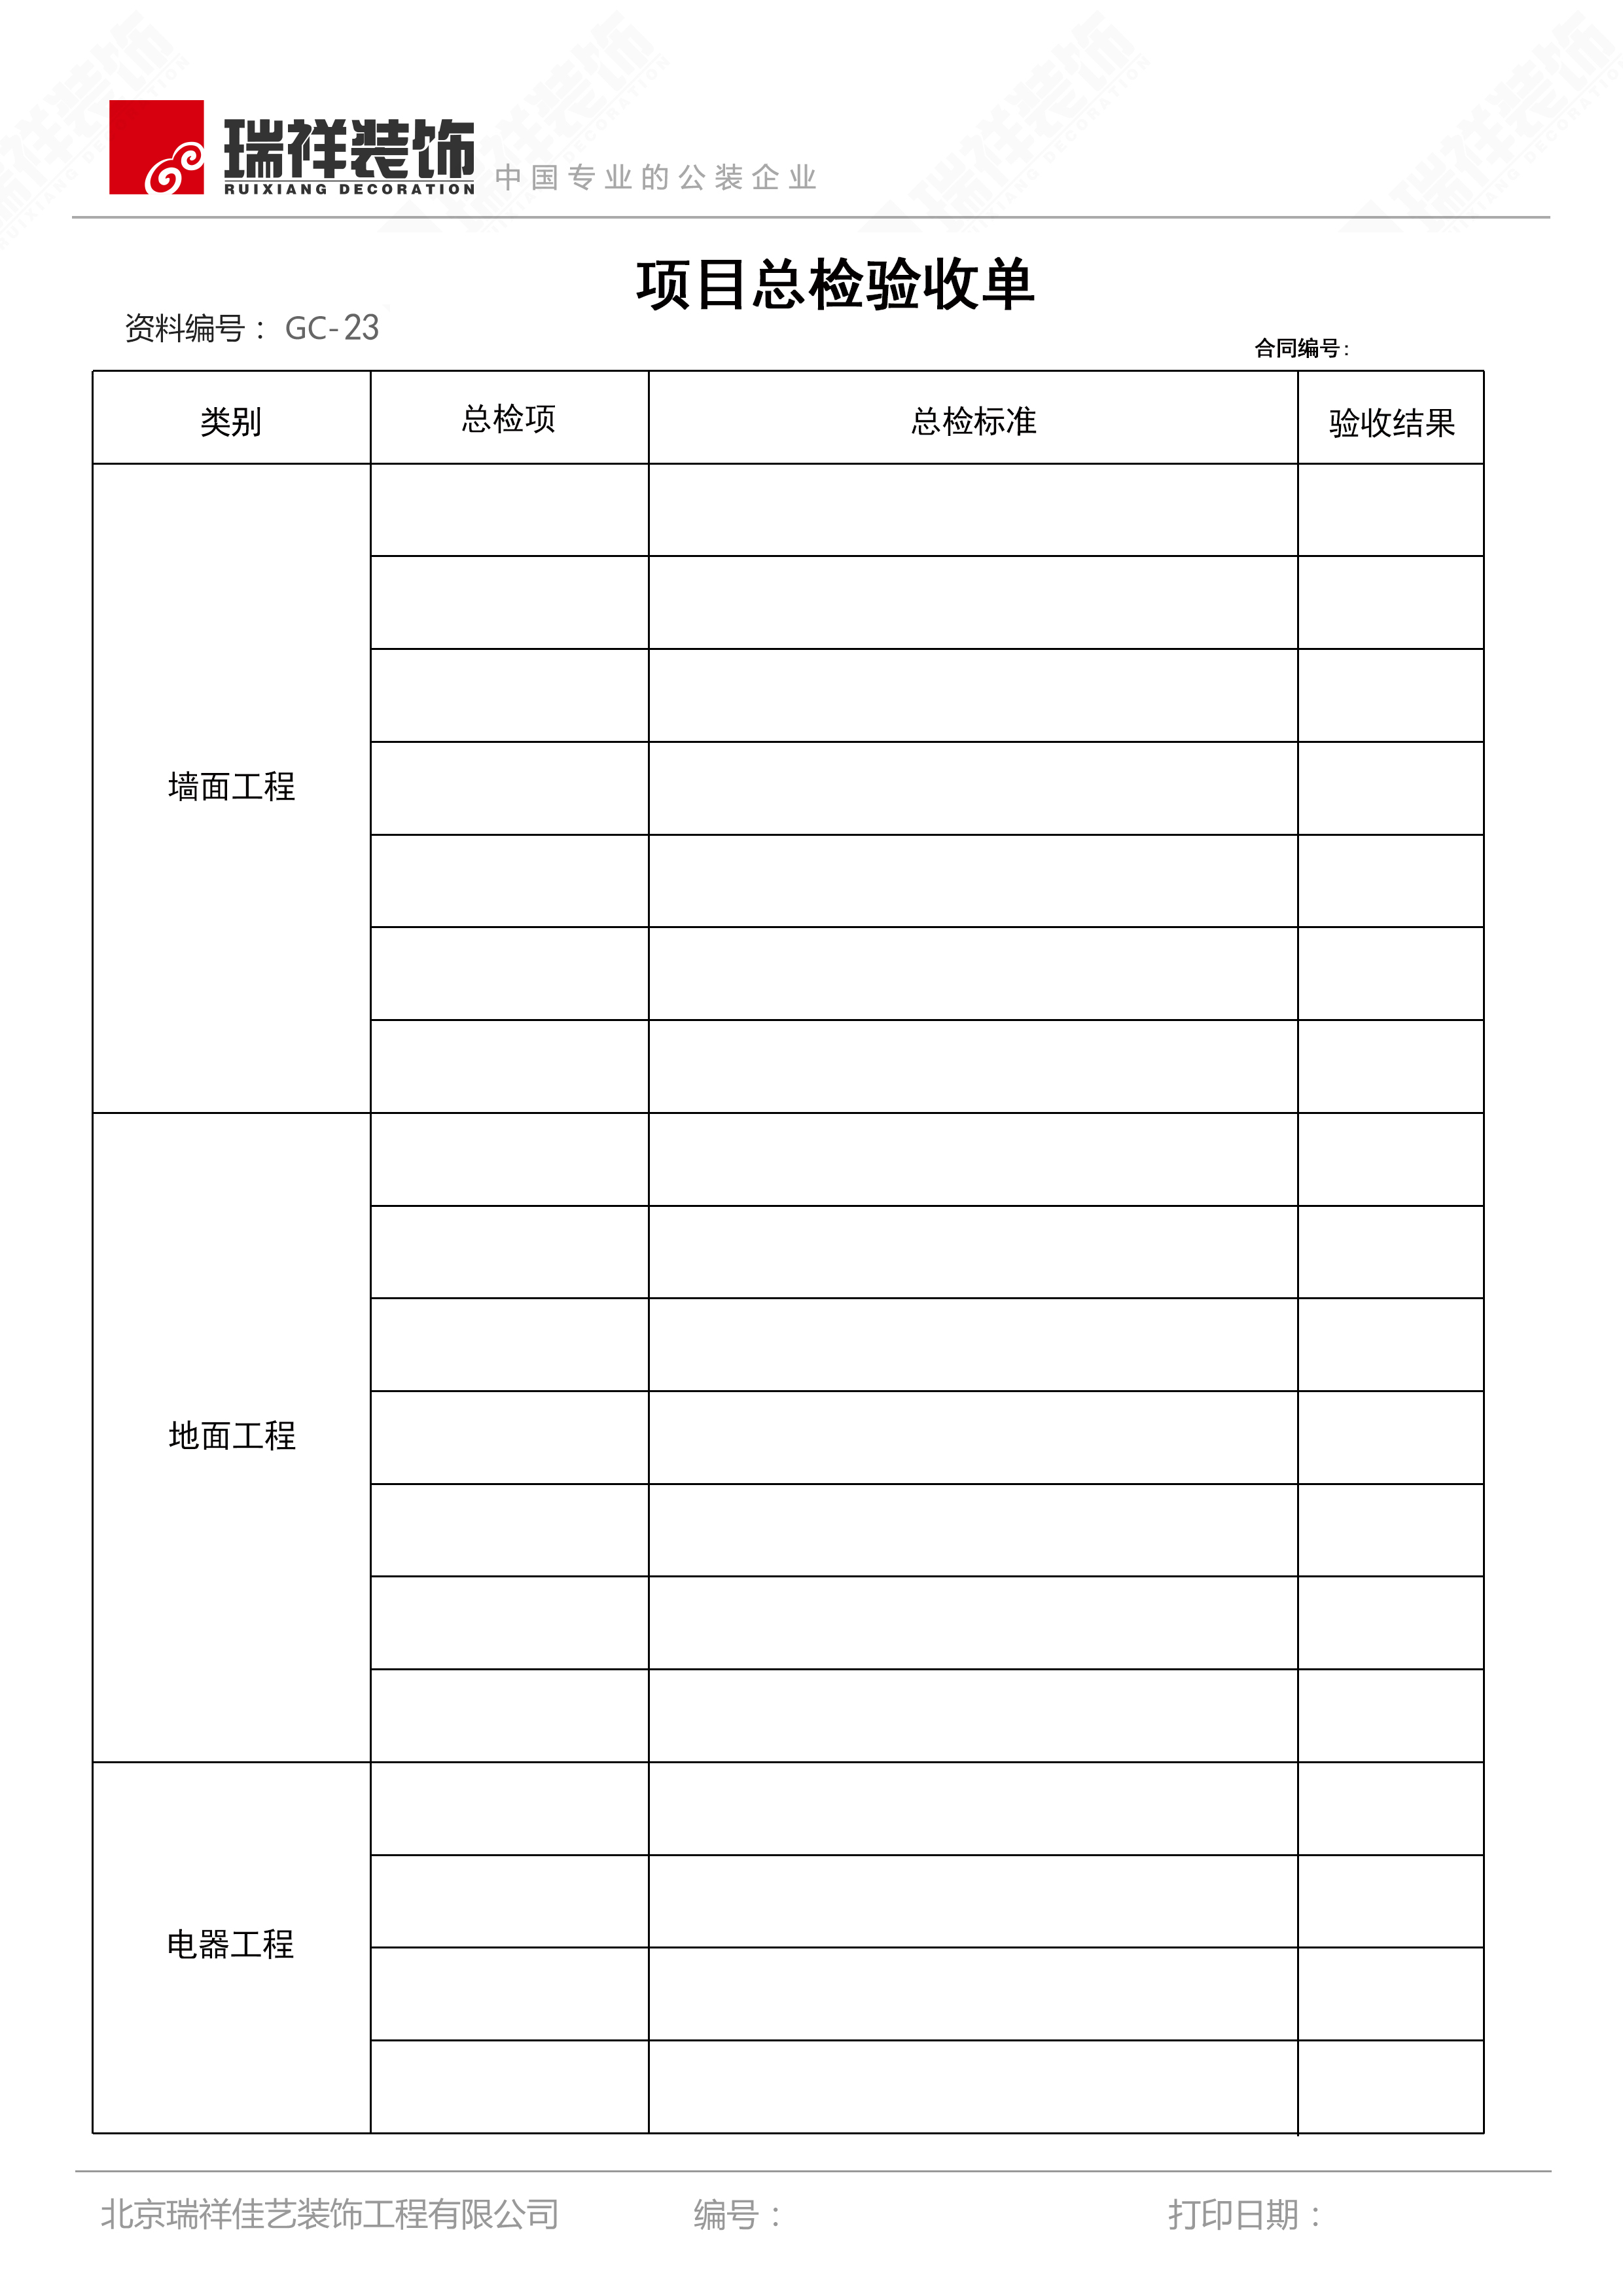 瑞祥装饰
RUIXIANG DECORATION
中国专业的公装企业
项目总检验收单
资料编号：GC-23
合同编号：
类别 总检项 总检标准 验收结果
墙面工程
地面工程
电器工程
北京瑞祥佳艺装饰工程有限公司 编号： 打印日期：